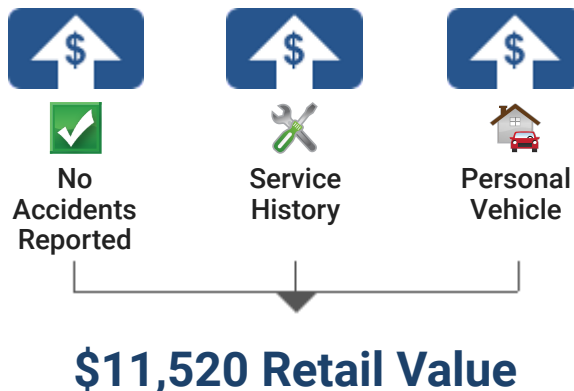 $ $ $
No Accidents Reported
Service History
Personal Vehicle
$11,520 Retail Value